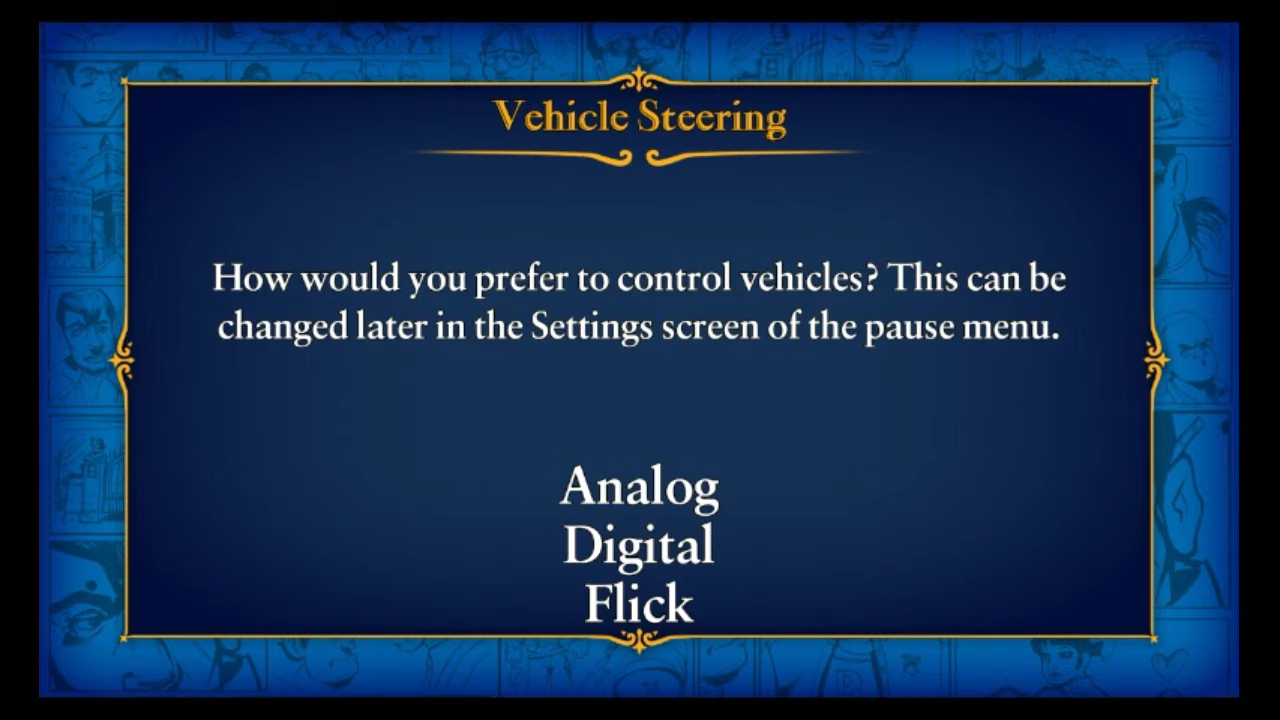 Vehicle Steering
How would you prefer to control vehicles? This can be
changed later in the Settings screen of the pause menu.
Analog
Digital
Flick